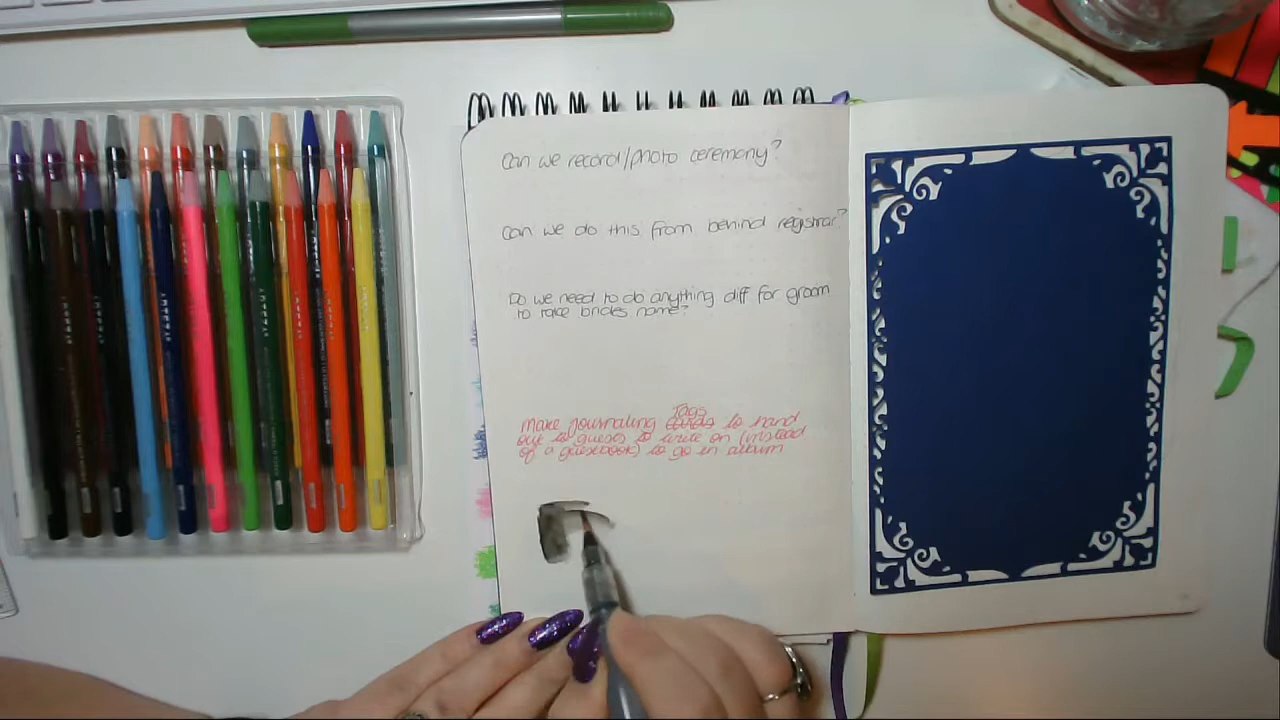 Can we record/photo ceremony?
Can we do this from behind registrar?
Do we need to do anything diff for groom
to take brides name?
Tags
Make journaling cards to hand
out to guests to write on (instead
of a guestbook) to go in album